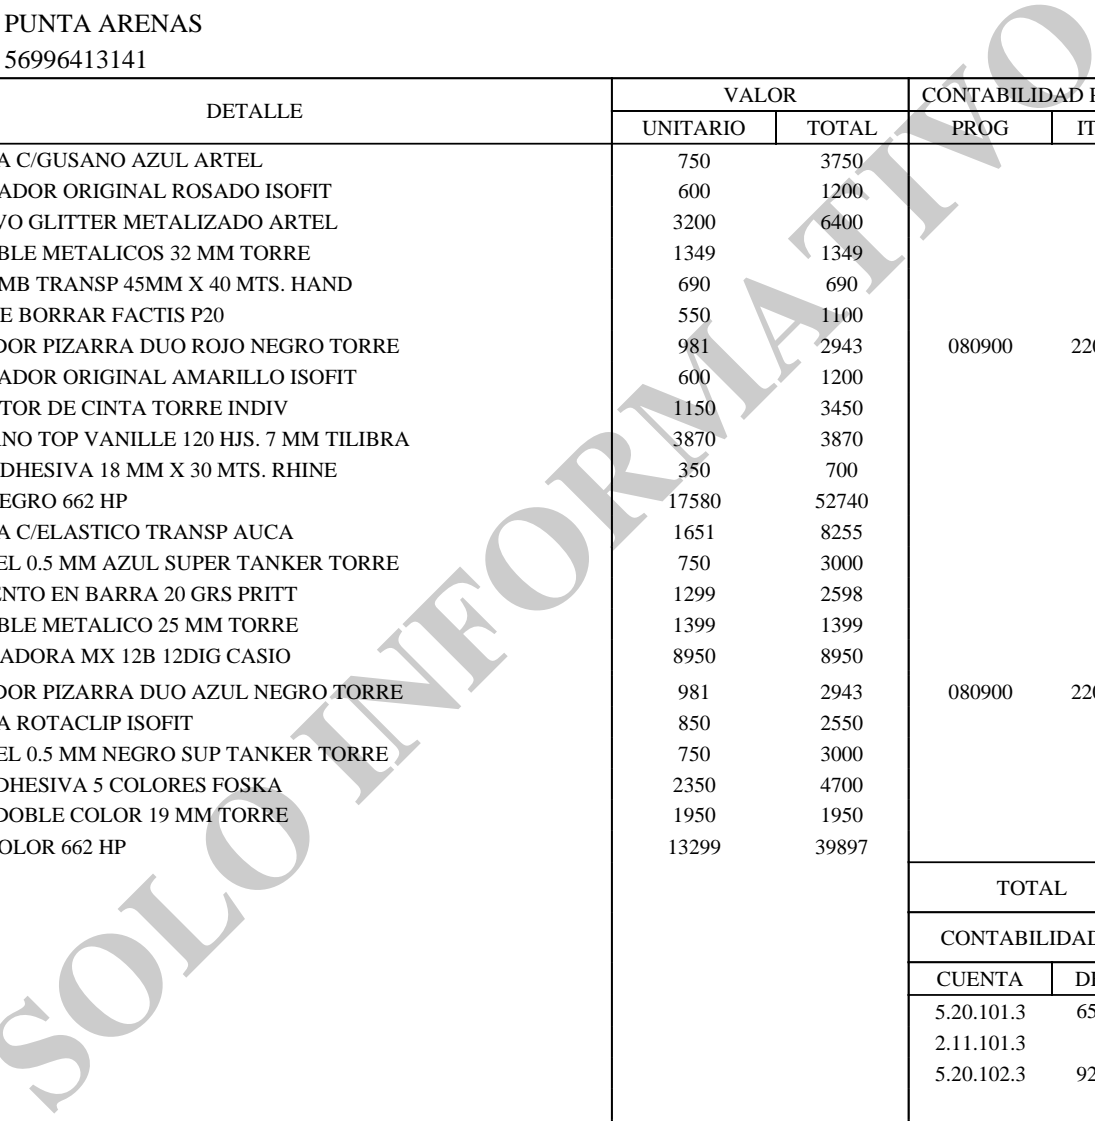 PUNTA ARENAS
56996413141
DETALLE VALOR CONTABILIDAD
UNITARIO TOTAL PROG IT
A C/GUSANO AZUL ARTEL 750 3750
ADOR ORIGINAL ROSADO ISOFIT 600 1200
VO GLITTER METALIZADO ARTEL 3200 6400
BLE METALICOS 32 MM TORRE 1349 1349
MB TRANSP 45MM X 40 MTS. HAND 690 690
E BORRAR FACTIS P20 550 1100
DOR PIZARRA DUO ROJO NEGRO TORRE 981 2943 080900 220
ADOR ORIGINAL AMARILLO ISOFIT 600 1200
TOR DE CINTA TORRE INDIV 1150 3450
NO TOP VANILLE 120 HJS. 7 MM TILIBRA 3870 3870
DHESIVA 18 MM X 30 MTS. RHINE 350 700
EGRO 662 HP 17580 52740
A C/ELASTICO TRANSP AUCA 1651 8255
EL 0.5 MM AZUL SUPER TANKER TORRE 750 3000
ENTO EN BARRA 20 GRS PRITT 1299 2598
BLE METALICO 25 MM TORRE 1399 1399
ADORA MX 12B 12DIG CASIO 8950 8950
DOR PIZARRA DUO AZUL NEGRO TORRE 981 2943 080900 220
A ROTACLIP ISOFIT 850 2550
EL 0.5 MM NEGRO SUP TANKER TORRE 750 3000
DHESIVA 5 COLORES FOSKA 2350 4700
DOBLE COLOR 19 MM TORRE 1950 1950
OLOR 662 HP 13299 39897
TOTAL
CONTABILIDAD
CUENTA
5.20.101.3 65
2.11.101.3
5.20.102.3 92
SOLO INFORMATIVO